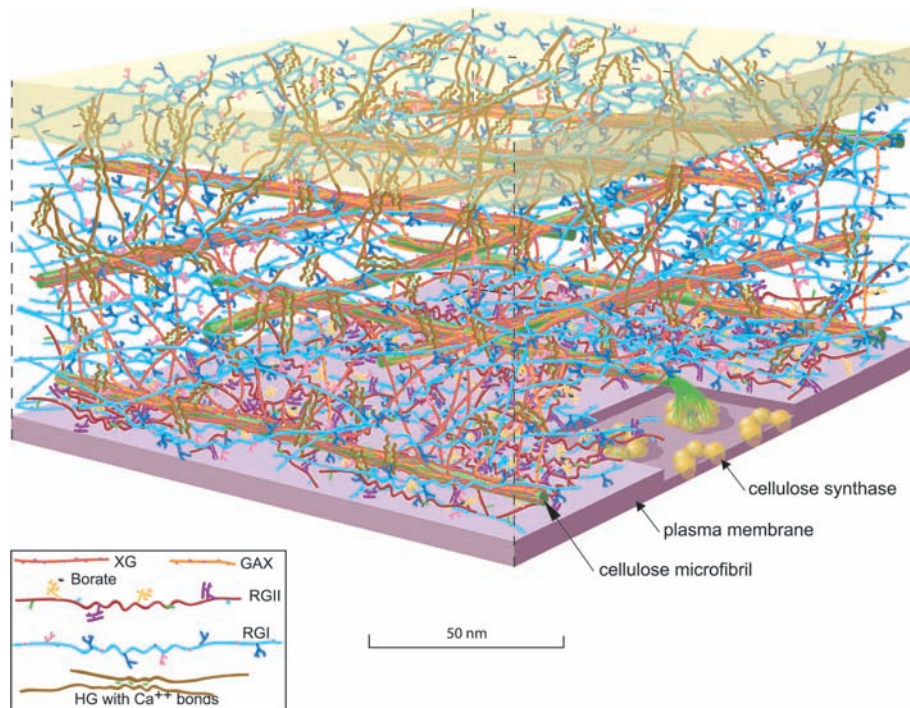 cellulose synthase
plasma membrane
cellulose microfibril
XG
GAX
Borate
RGII
RGI
HG with Ca++ bonds
50 nm